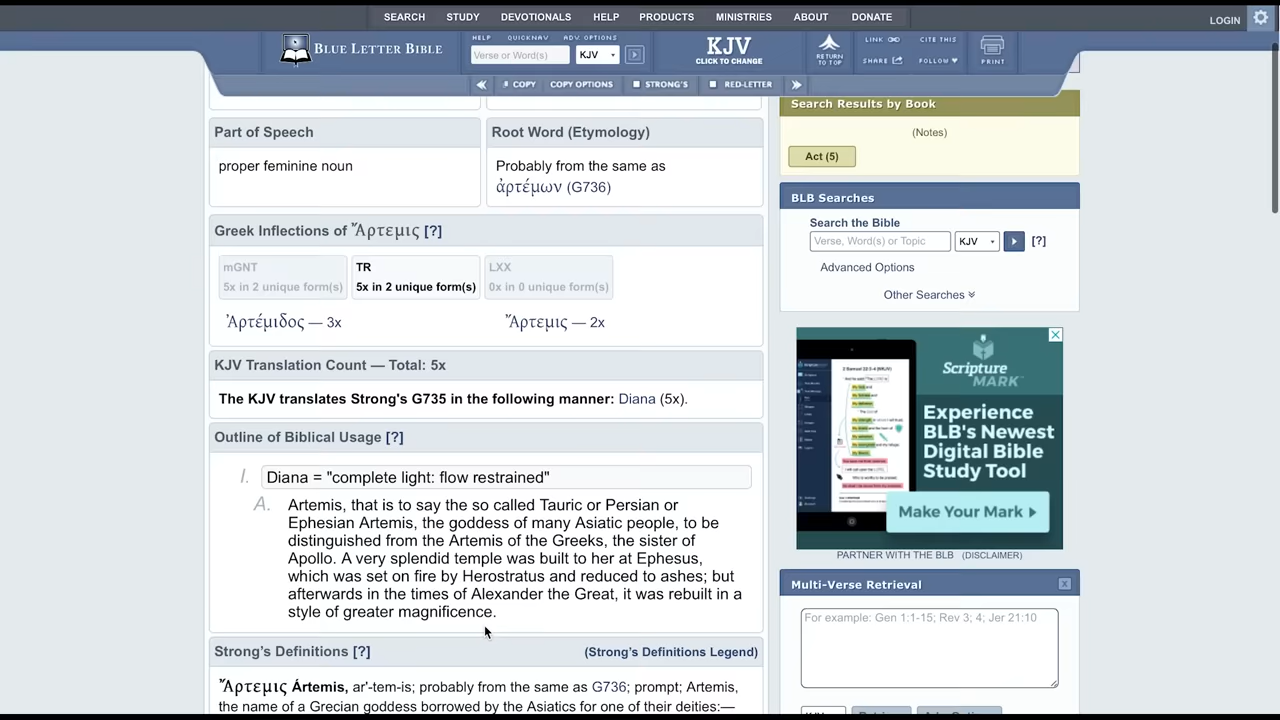 SEARCH STUDY DEVOTIONALS HELP PRODUCTS MINISTRIES ABOUT DONATE LOGIN
BLUE LETTER BIBLE
HELP QUICKNAV ADV. OPTIONS
Verse or Word(s) KJV
KJV
CLICK TO CHANGE
RETURN TO TOP
LINK CITE THIS
SHARE FOLLOW
PRINT
COPY COPY OPTIONS STRONG'S RED-LETTER
Part of Speech
proper feminine noun
Root Word (Etymology)
Probably from the same as
ἀρτέμων (G736)
Greek Inflections of Ἄρτεμις [?]
mGNT
5x in 2 unique form(s)
TR
5x in 2 unique form(s)
LXX
0x in 0 unique form(s)
Ἀρτέμιδος — 3x
Ἄρτεμις — 2x
KJV Translation Count — Total: 5x
The KJV translates Strong's G735 in the following manner: Diana (5x).
Outline of Biblical Usage [?]
Diana = "complete light: flow restrained"
A. Artemis, that is to say the so called Tauric or Persian or
Ephesian Artemis, the goddess of many Asiatic people, to be
distinguished from the Artemis of the Greeks, the sister of
Apollo. A very splendid temple was built to her at Ephesus,
which was set on fire by Herostratus and reduced to ashes; but
afterwards in the times of Alexander the Great, it was rebuilt in a
style of greater magnificence.
Strong's Definitions [?] (Strong's Definitions Legend)
Ἄρτεμις Ártemis, ar'-tem-is; probably from the same as G736; prompt; Artemis,
the name of a Grecian goddess borrowed by the Asiatics for one of their deities:—
Search Results by Book
(Notes)
Act (5)
BLB Searches
Search the Bible
Verse, Word(s) or Topic KJV [?]
Advanced Options
Other Searches
Scripture
MARK
Experience
BLB's Newest
Digital Bible
Study Tool
Make Your Mark
PARTNER WITH THE BLB (DISCLAIMER)
Multi-Verse Retrieval x
For example: Gen 1:1-15; Rev 3; 4; Jer 21:10